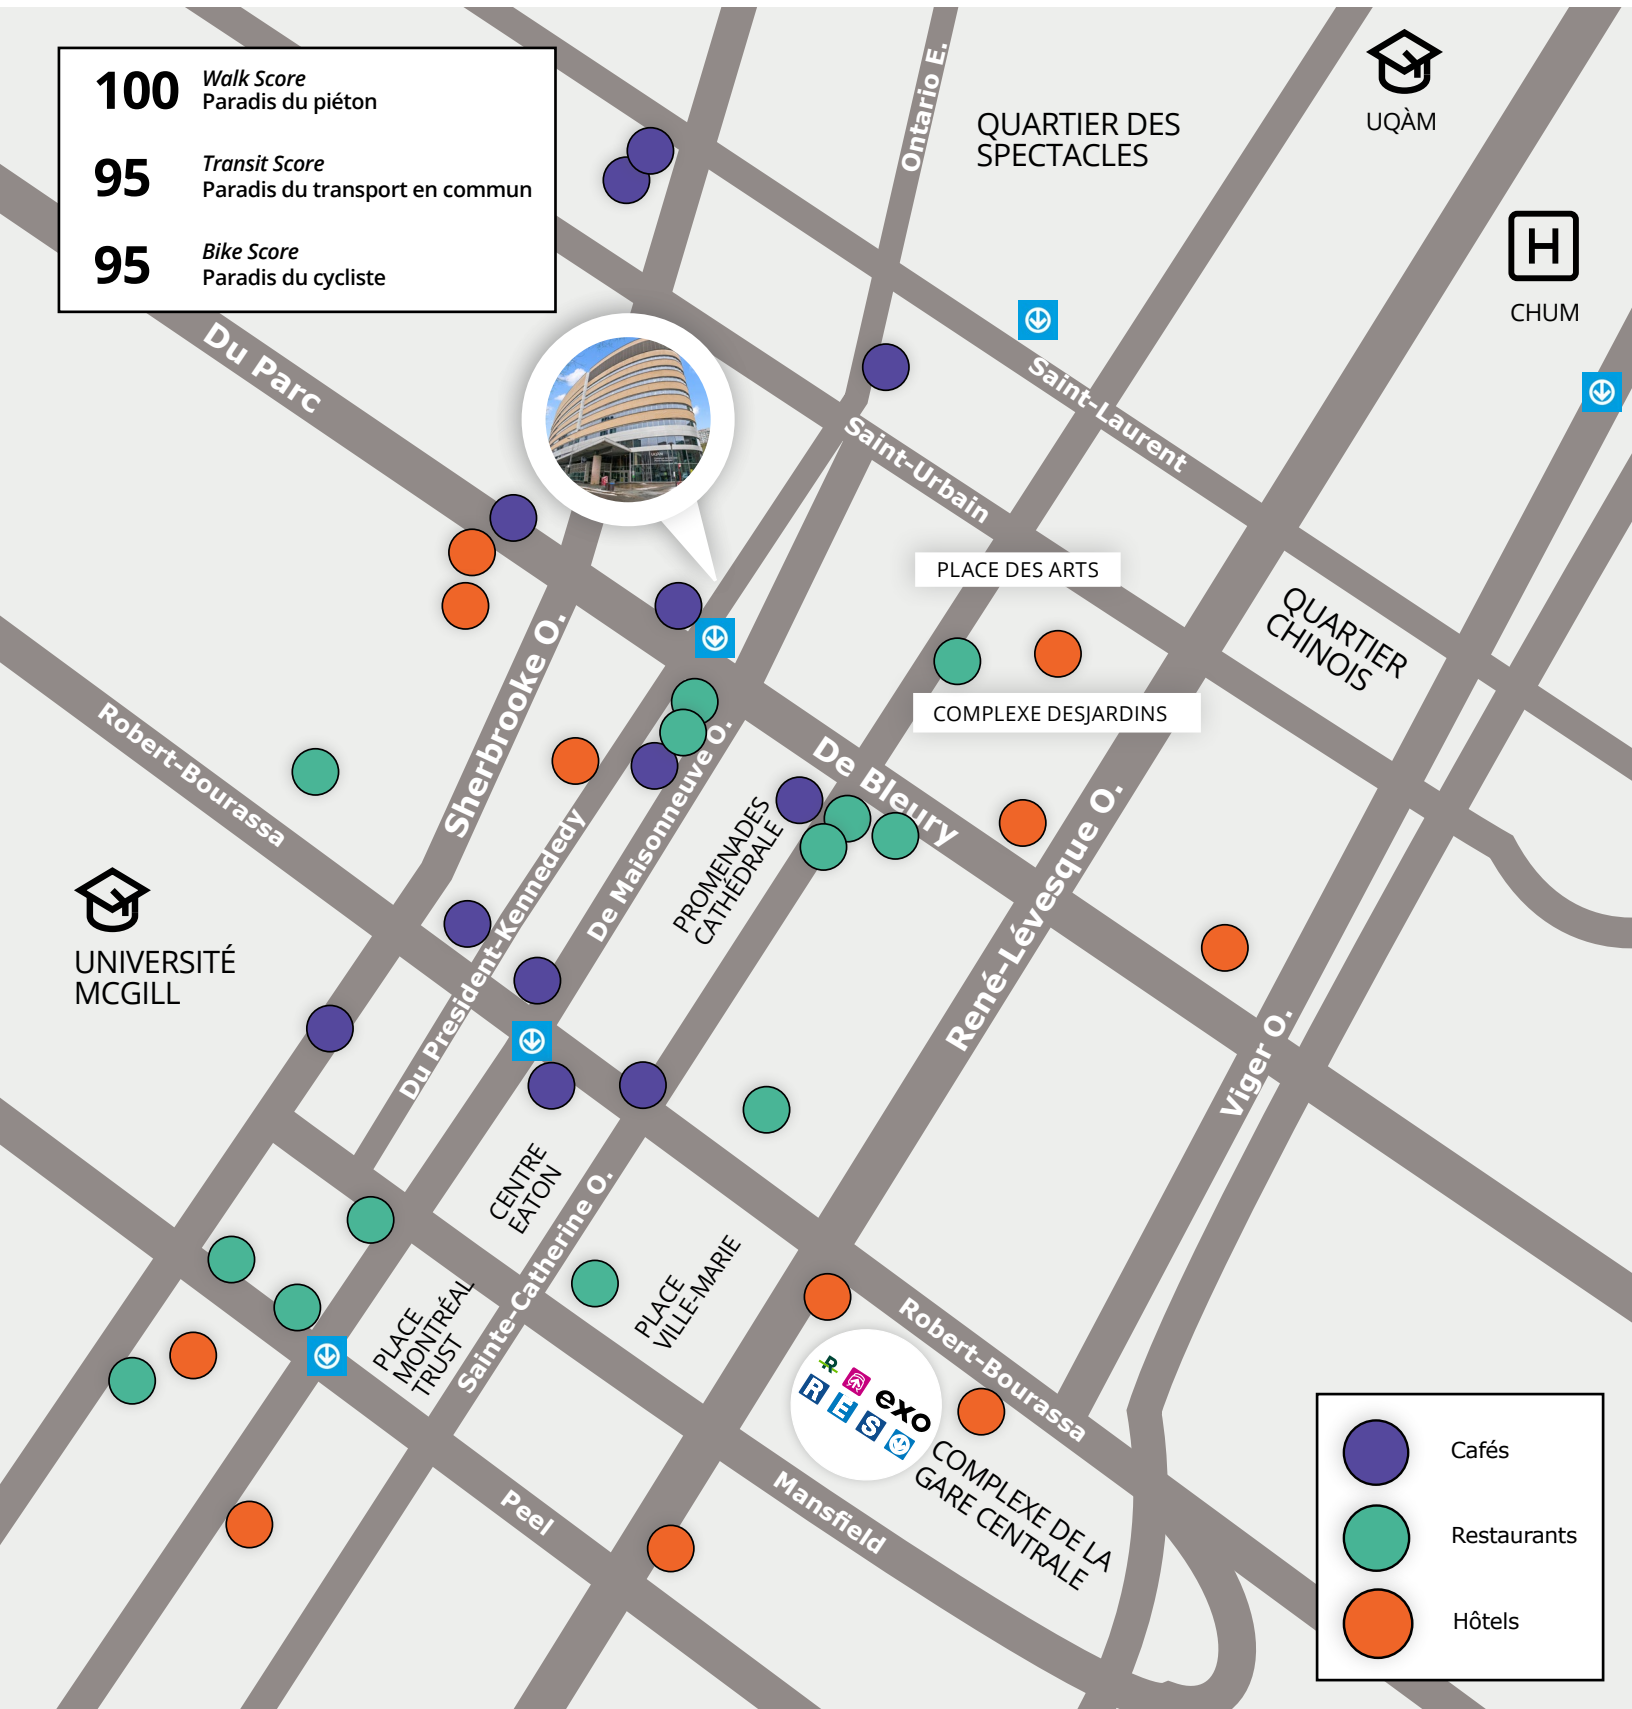 100
Walk Score
Paradis du piéton
95
Transit Score
Paradis du transport en commun
95
Bike Score
Paradis du cycliste
Ontario E.
QUARTIER DES
SPECTACLES
UQÀM
H
CHUM
Du Parc
Saint-Laurent
Saint-Urbain
PLACE DES ARTS
QUARTIER
CHINOIS
COMPLEXE DESJARDINS
Sherbrooke O.
Robert-Bourassa
De Bleury
De Maisonneuve O.
Du President-Kennededy
PROMENADES
CATHÉDRALE
René-Lévesque O.
UNIVERSITÉ
MCGILL
Viger O.
CENTRE
EATON
Sainte-Catherine O.
PLACE
VILLE-MARIE
PLACE
MONTRÉAL
TRUST
Robert-Bourassa
R
exo
RESO
COMPLEXE DE LA
GARE CENTRALE
Mansfield
Peel
Cafés
Restaurants
Hôtels